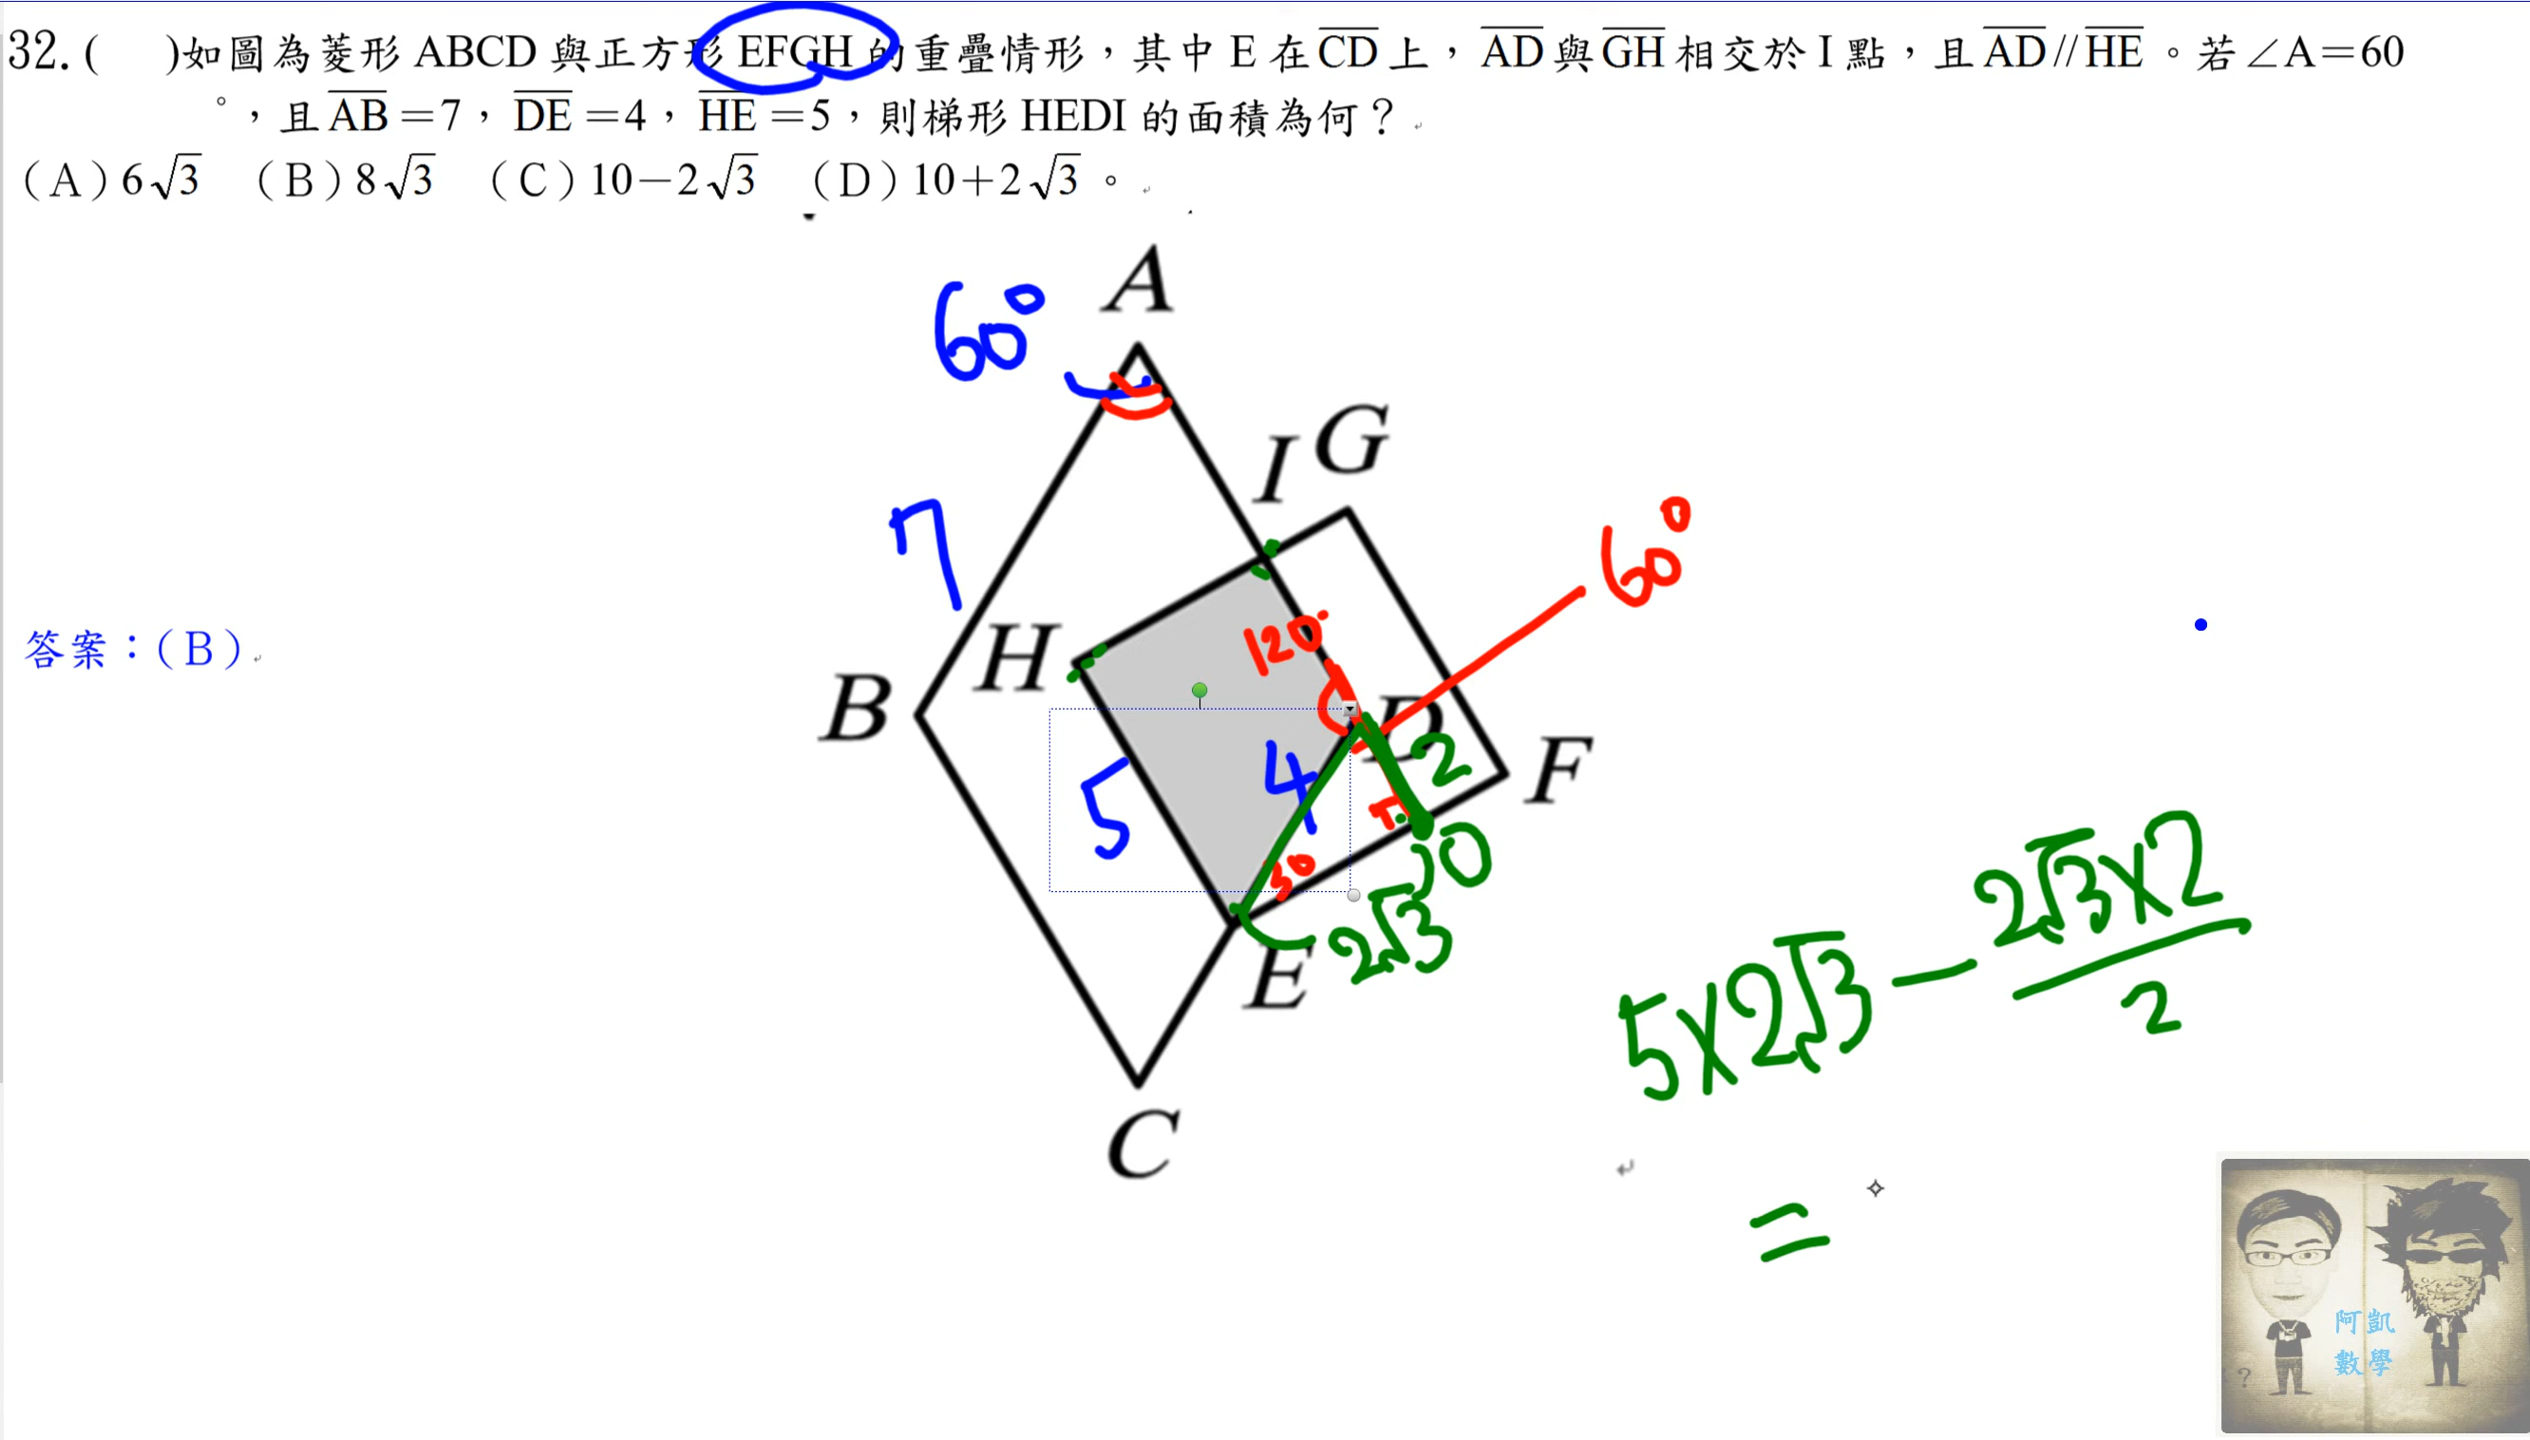 32.(　)如圖為菱形 ABCD 與正方形 EFGH 的重疊情形，其中 E 在 CD 上，AD 與 GH 相交於 I 點，且 AD//HE。若∠A＝60
°，且 AB＝7，DE＝4，HE＝5，則梯形 HEDI 的面積為何？
（A）6√3　（B）8√3　（C）10－2√3　（D）10＋2√3。
A
60°
I
G
7
60°
H
120°
答案：（B）
B
D
2
F
5
4
30
2√3
E
5×2√3－2√3×2
2
C
=
阿凱
數學
?